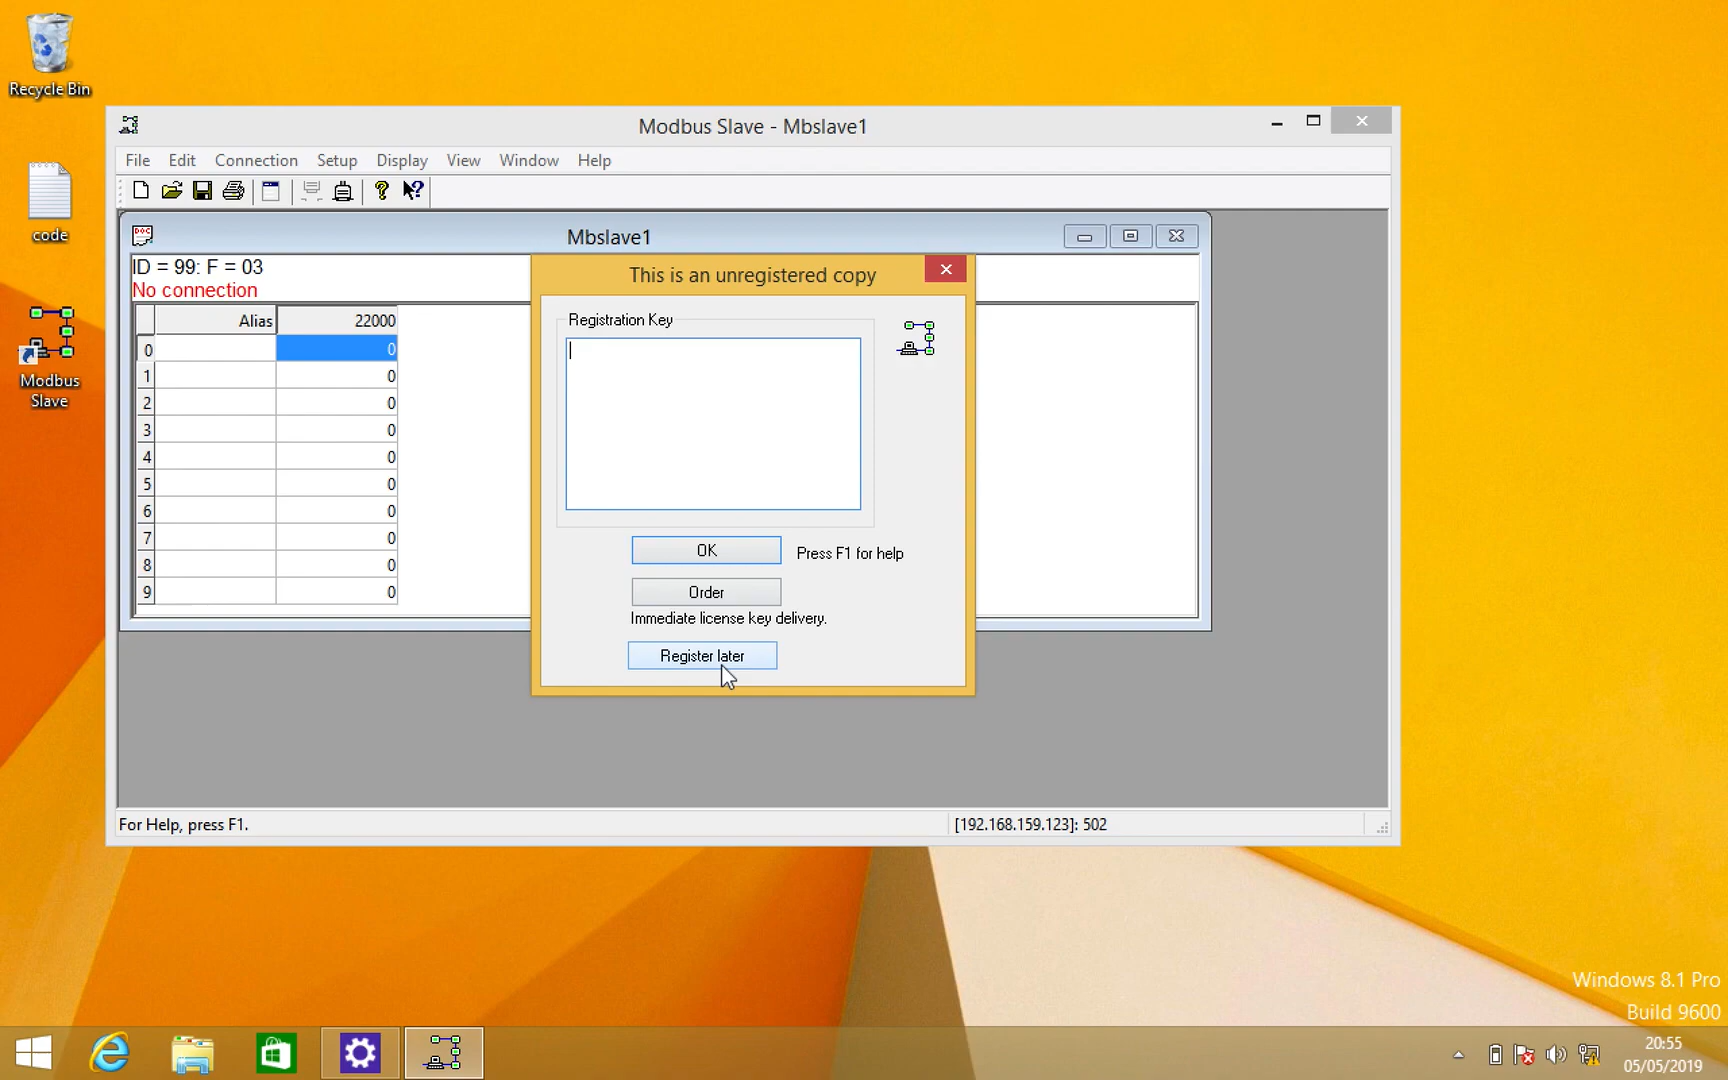 Recycle Bin
code
Modbus
Slave
Modbus Slave - Mbslave1
File Edit Connection Setup Display View Window Help
Mbslave1
ID = 99: F = 03
No connection
Alias 22000
0 0
1 0
2 0
3 0
4 0
5 0
6 0
7 0
8 0
9 0
This is an unregistered copy
Registration Key
OK
Press F1 for help
Order
Immediate license key delivery.
Register later
For Help, press F1.
[192.168.159.123]: 502
Windows 8.1 Pro
Build 9600
20:55
05/05/2019